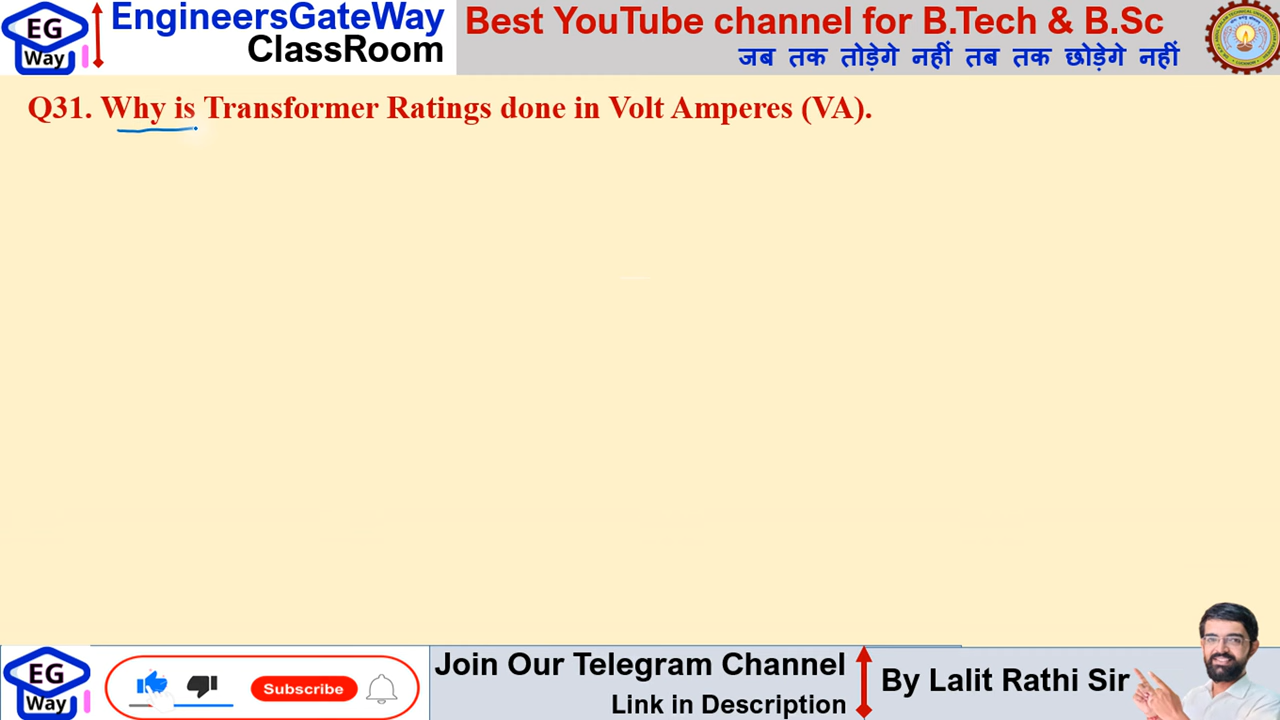 EG
Way
EngineersGateWay
ClassRoom
Best YouTube channel for B.Tech & B.Sc
जब तक तोड़ेगे नहीं तब तक छोड़ेगे नहीं
Q31. Why is Transformer Ratings done in Volt Amperes (VA).
EG
Way
Subscribe
Join Our Telegram Channel
Link in Description
By Lalit Rathi Sir